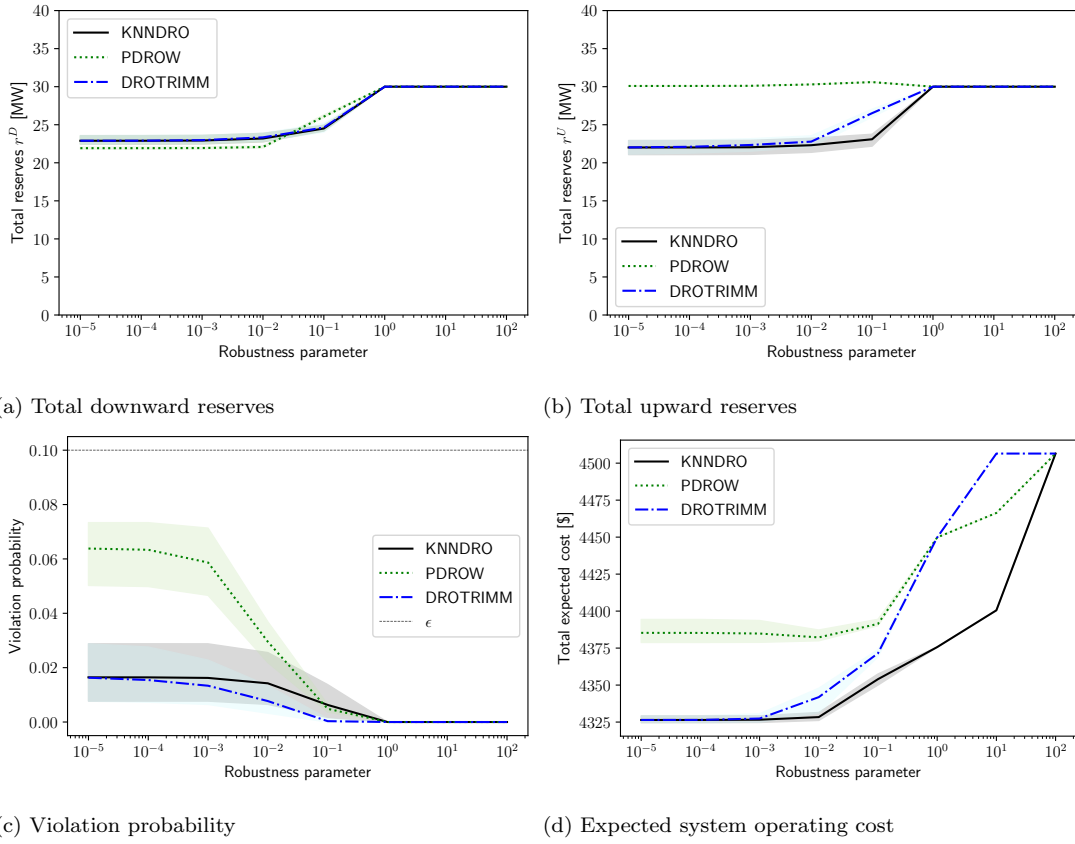 40
35
30
25
20
15
10
5
0
Total reserves r^D [MW]
KNNDRO
PDROW
DROTRIMM
10^-5 10^-4 10^-3 10^-2 10^-1 10^0 10^1 10^2
Robustness parameter
(a) Total downward reserves
40
35
30
25
20
15
10
5
0
Total reserves r^U [MW]
KNNDRO
PDROW
DROTRIMM
10^-5 10^-4 10^-3 10^-2 10^-1 10^0 10^1 10^2
Robustness parameter
(b) Total upward reserves
0.10
0.08
0.06
0.04
0.02
0.00
Violation probability
KNNDRO
PDROW
DROTRIMM
ϵ
10^-5 10^-4 10^-3 10^-2 10^-1 10^0 10^1 10^2
Robustness parameter
(c) Violation probability
4500
4475
4450
4425
4400
4375
4350
4325
Total expected cost [$]
KNNDRO
PDROW
DROTRIMM
10^-5 10^-4 10^-3 10^-2 10^-1 10^0 10^1 10^2
Robustness parameter
(d) Expected system operating cost